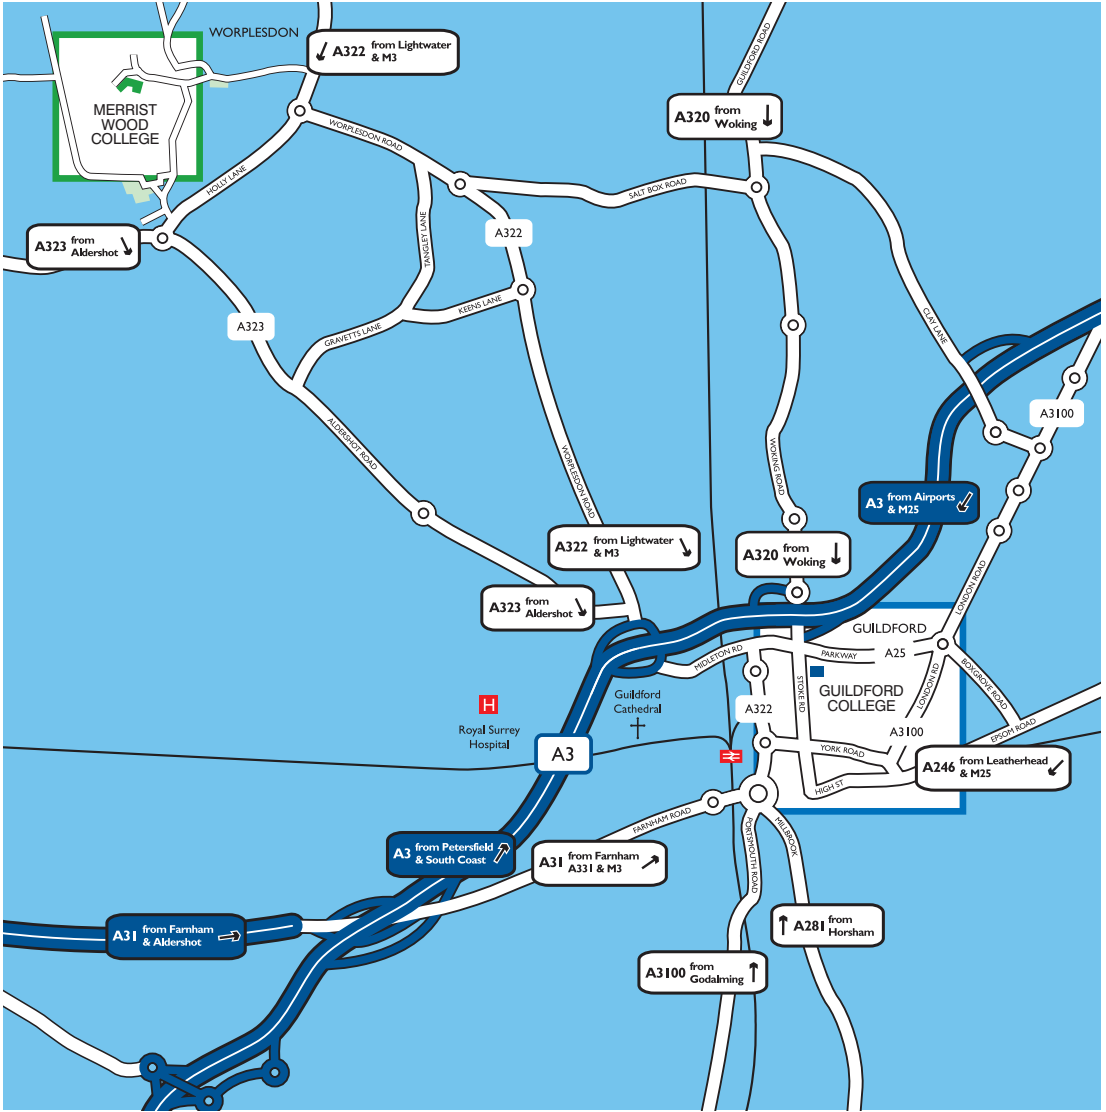 WORPLESDON
A322 from Lightwater
& M3
GUILDFORD ROAD
MERRIST
WOOD
COLLEGE
A320 from
Woking
WORPLESDON ROAD
HOLLY LANE
SALT BOX ROAD
A323 from
Aldershot
TANGLEY LANE
A322
KEENS LANE
A323
GRAVETTS LANE
CLAY LANE
A3100
ALDERSHOT ROAD
WOKING ROAD
WORPLESDON ROAD
A3 from Airports
& M25
A322 from Lightwater
& M3
A320 from
Woking
A323 from
Aldershot
LONDON ROAD
GUILDFORD
MIDLETON RD
PARKWAY
A25
STOKE RD
GUILDFORD
COLLEGE
LONDON RD
BOXGROVE ROAD
Guildford
Cathedral
H
Royal Surrey
Hospital
A322
A3100
EPSOM ROAD
A3
YORK ROAD
A246 from Leatherhead
& M25
HIGH ST
FARNHAM ROAD
PORTSMOUTH ROAD
MILLBROOK
A3 from Petersfield
& South Coast
A31 from Farnham
A331 & M3
A31 from Farnham
& Aldershot
A281 from
Horsham
A3100 from
Godalming